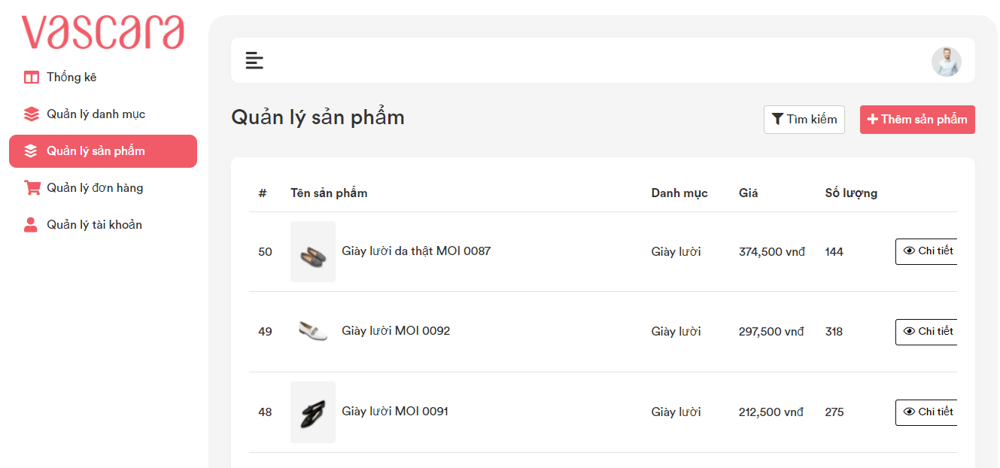 vascara
Thống kê
Quản lý danh mục
Quản lý sản phẩm
Quản lý đơn hàng
Quản lý tài khoản
Quản lý sản phẩm
Tìm kiếm
Thêm sản phẩm
# Tên sản phẩm Danh mục Giá Số lượng
50 Giày lười da thật MOI 0087 Giày lười 374,500 vnđ 144 Chi tiết
49 Giày lười MOI 0092 Giày lười 297,500 vnđ 318 Chi tiết
48 Giày lười MOI 0091 Giày lười 212,500 vnđ 275 Chi tiết